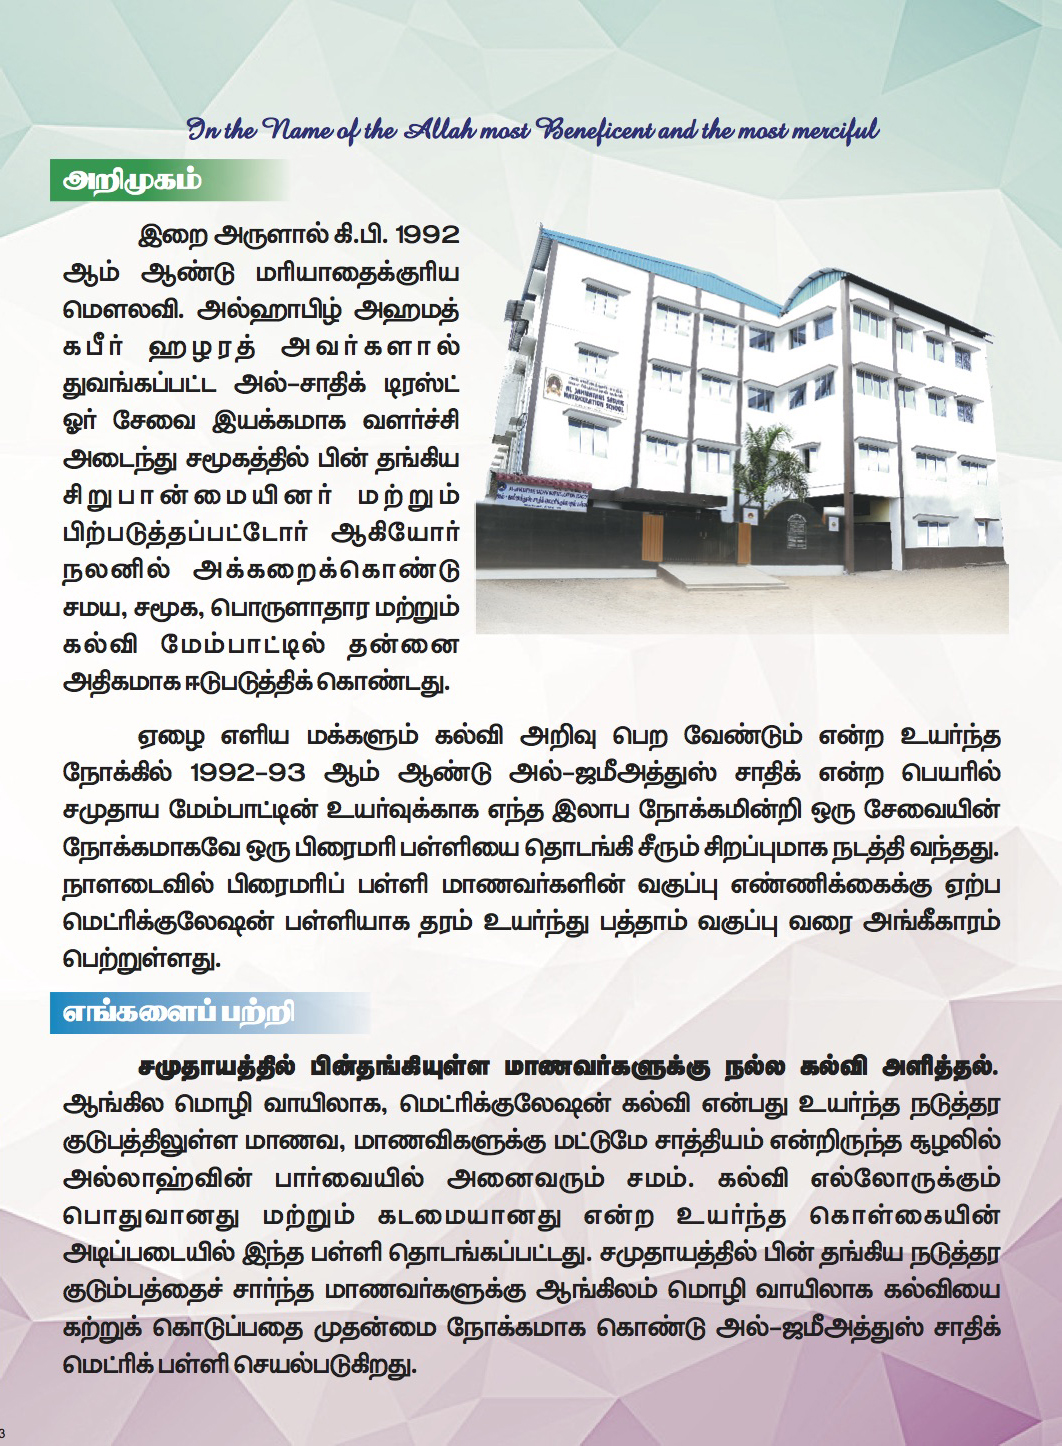 In the Name of the Allah most Beneficent and the most merciful
அறிமுகம்
இறை அருளால் கி.பி. 1992
ஆம் ஆண்டு மரியாதைக்குரிய
மௌலவி. அல்ஹாபிழ் அஹமத்
கபீர் ஹழரத் அவர்களால்
துவங்கப்பட்ட அல்-சாதிக் டிரஸ்ட்
ஓர் சேவை இயக்கமாக வளர்ச்சி
அடைந்து சமூகத்தில் பின் தங்கிய
சிறுபான்மையினர் மற்றும்
பிற்படுத்தப்பட்டோர் ஆகியோர்
நலனில் அக்கறைக்கொண்டு
சமய, சமூக, பொருளாதார மற்றும்
கல்வி மேம்பாட்டில் தன்னை
அதிகமாக ஈடுபடுத்திக் கொண்டது.
AL JAMIATHUS SADHIK
MATRICULATION SCHOOL
ஏழை எளிய மக்களும் கல்வி அறிவு பெற வேண்டும் என்ற உயர்ந்த
நோக்கில் 1992-93 ஆம் ஆண்டு அல்-ஜமீஅத்துஸ் சாதிக் என்ற பெயரில்
சமுதாய மேம்பாட்டின் உயர்வுக்காக எந்த இலாப நோக்கமின்றி ஒரு சேவையின்
நோக்கமாகவே ஒரு பிரைமரி பள்ளியை தொடங்கி சீரும் சிறப்புமாக நடத்தி வந்தது.
நாளடைவில் பிரைமரிப் பள்ளி மாணவர்களின் வகுப்பு எண்ணிக்கைக்கு ஏற்ப
மெட்ரிக்குலேஷன் பள்ளியாக தரம் உயர்ந்து பத்தாம் வகுப்பு வரை அங்கீகாரம்
பெற்றுள்ளது.
எங்களைப்பற்றி
சமுதாயத்தில் பின்தங்கியுள்ள மாணவர்களுக்கு நல்ல கல்வி அளித்தல்.
ஆங்கில மொழி வாயிலாக, மெட்ரிக்குலேஷன் கல்வி என்பது உயர்ந்த நடுத்தர
குடுபத்திலுள்ள மாணவ, மாணவிகளுக்கு மட்டுமே சாத்தியம் என்றிருந்த சூழலில்
அல்லாஹ்வின் பார்வையில் அனைவரும் சமம். கல்வி எல்லோருக்கும்
பொதுவானது மற்றும் கடமையானது என்ற உயர்ந்த கொள்கையின்
அடிப்படையில் இந்த பள்ளி தொடங்கப்பட்டது. சமுதாயத்தில் பின் தங்கிய நடுத்தர
குடும்பத்தைச் சார்ந்த மாணவர்களுக்கு ஆங்கிலம் மொழி வாயிலாக கல்வியை
கற்றுக் கொடுப்பதை முதன்மை நோக்கமாக கொண்டு அல்-ஜமீஅத்துஸ் சாதிக்
மெட்ரிக் பள்ளி செயல்படுகிறது.
3